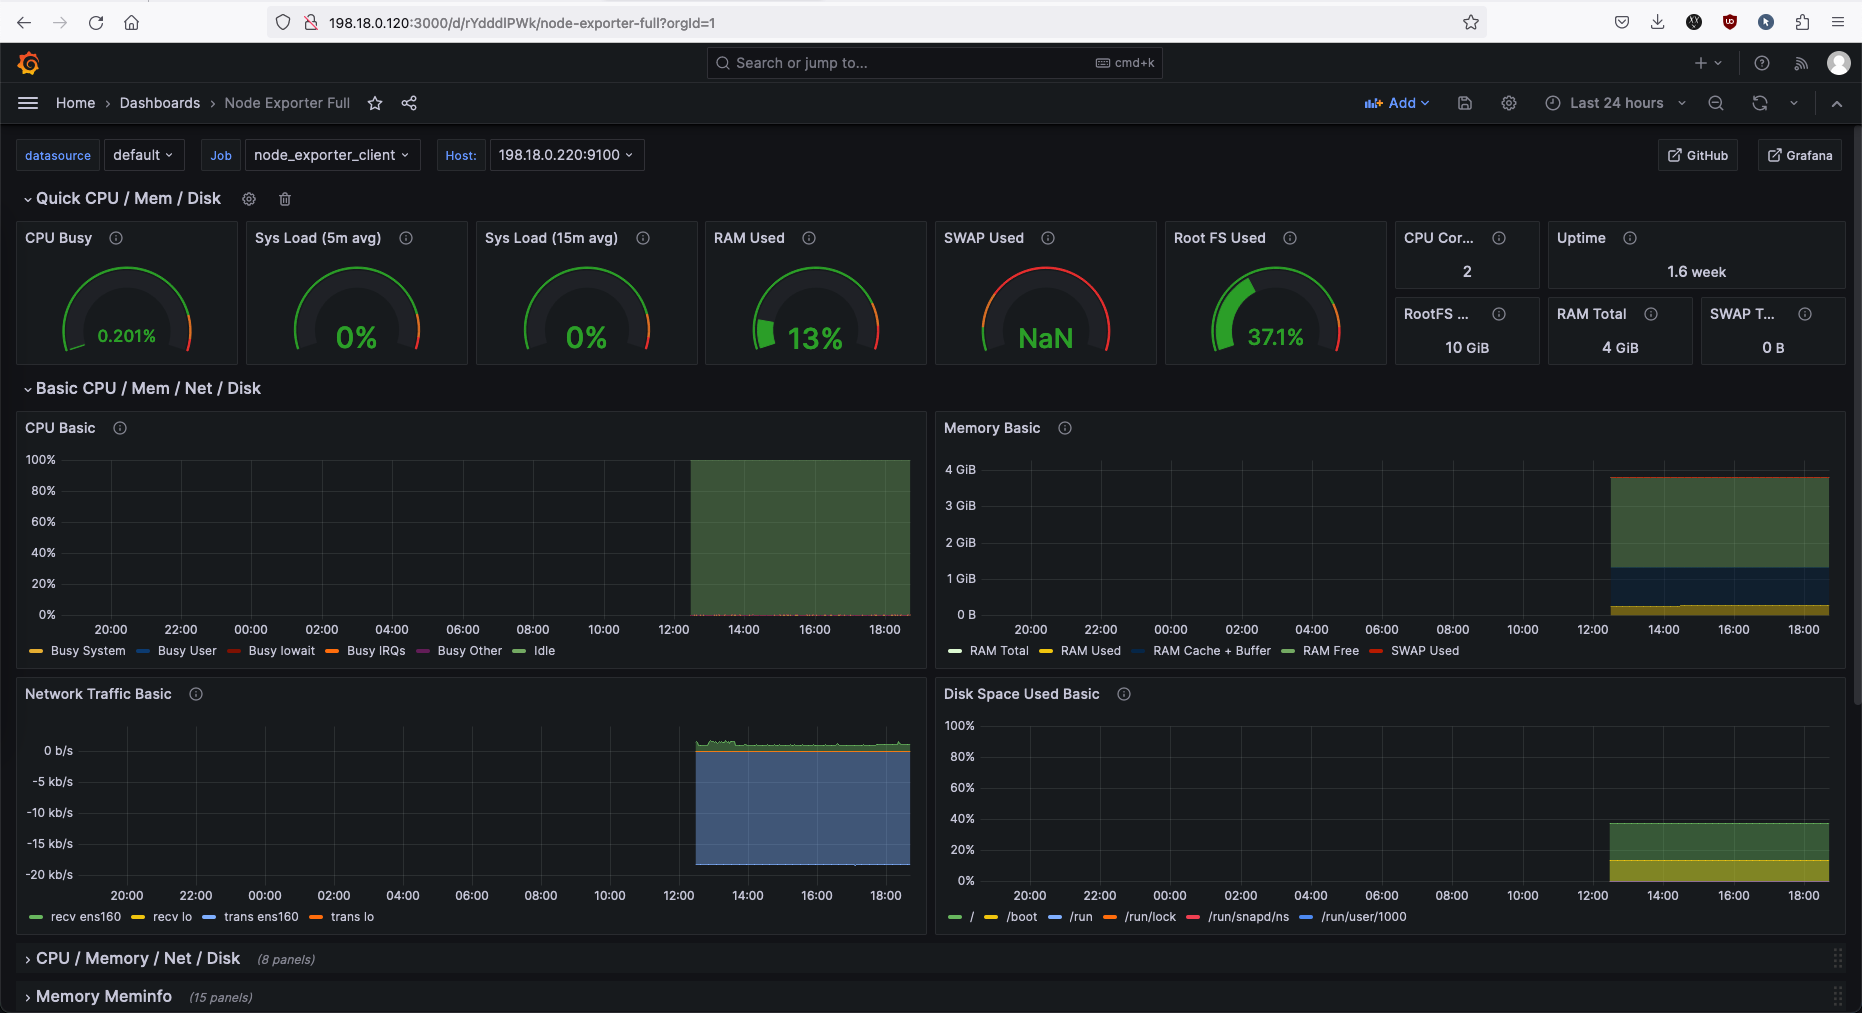 198.18.0.120:3000/d/rYdddlPWk/node-exporter-full?orgId=1
Search or jump to... cmd+k
Home › Dashboards › Node Exporter Full Add Last 24 hours
datasource default Job node_exporter_client Host: 198.18.0.220:9100 GitHub Grafana
Quick CPU / Mem / Disk
CPU Busy
0.201%
Sys Load (5m avg)
0%
Sys Load (15m avg)
0%
RAM Used
13%
SWAP Used
NaN
Root FS Used
37.1%
CPU Cor...
2
Uptime
1.6 week
RootFS ...
10 GiB
RAM Total
4 GiB
SWAP T...
0 B
Basic CPU / Mem / Net / Disk
CPU Basic
100%
80%
60%
40%
20%
0%
20:00 22:00 00:00 02:00 04:00 06:00 08:00 10:00 12:00 14:00 16:00 18:00
Busy System Busy User Busy Iowait Busy IRQs Busy Other Idle
Memory Basic
4 GiB
3 GiB
2 GiB
1 GiB
0 B
20:00 22:00 00:00 02:00 04:00 06:00 08:00 10:00 12:00 14:00 16:00 18:00
RAM Total RAM Used RAM Cache + Buffer RAM Free SWAP Used
Network Traffic Basic
0 b/s
-5 kb/s
-10 kb/s
-15 kb/s
-20 kb/s
20:00 22:00 00:00 02:00 04:00 06:00 08:00 10:00 12:00 14:00 16:00 18:00
recv ens160 recv lo trans ens160 trans lo
Disk Space Used Basic
100%
80%
60%
40%
20%
0%
20:00 22:00 00:00 02:00 04:00 06:00 08:00 10:00 12:00 14:00 16:00 18:00
/ /boot /run /run/lock /run/snapd/ns /run/user/1000
CPU / Memory / Net / Disk (8 panels)
Memory Meminfo (15 panels)